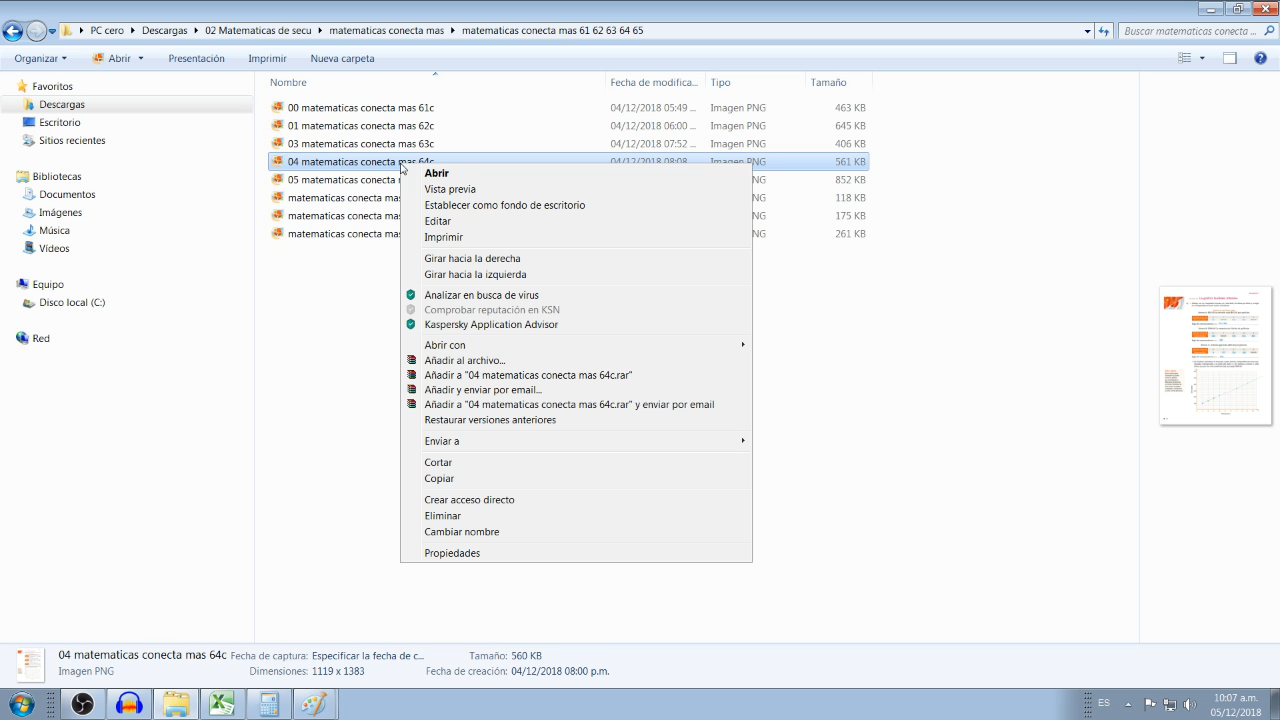 PC cero Descargas 02 Matematicas de secu matematicas conecta mas matematicas conecta mas 61 62 63 64 65 Buscar matematicas conecta ...
Organizar Abrir Presentación Imprimir Nueva carpeta
Favoritos
Descargas
Escritorio
Sitios recientes
Bibliotecas
Documentos
Imágenes
Música
Vídeos
Equipo
Disco local (C:)
Red
Nombre Fecha de modifica... Tipo Tamaño
00 matematicas conecta mas 61c 04/12/2018 05:49 ... Imagen PNG 463 KB
01 matematicas conecta mas 62c 04/12/2018 06:00 ... Imagen PNG 645 KB
03 matematicas conecta mas 63c 04/12/2018 07:52 ... Imagen PNG 406 KB
04 matematicas conecta mas 64c 04/12/2018 08:08 ... Imagen PNG 561 KB
05 matematicas conecta NG 852 KB
matematicas conecta mas NG 118 KB
matematicas conecta mas NG 175 KB
matematicas conecta mas NG 261 KB
Abrir
Vista previa
Establecer como fondo de escritorio
Editar
Imprimir
Girar hacia la derecha
Girar hacia la izquierda
Analizar en busca de virus
Comprobar reputación en KSN
Kaspersky Application Advisor
Abrir con
Añadir al archivo...
Añadir a "04 matematicas conecta mas 64c.rar"
Añadir y enviar por email...
Añadir a "04 matematicas conecta mas 64c.rar" y enviar por email
Restaurar versiones anteriores
Enviar a
Cortar
Copiar
Crear acceso directo
Eliminar
Cambiar nombre
Propiedades
04 matematicas conecta mas 64c Fecha de captura: Especificar la fecha de c... Tamaño: 560 KB
Imagen PNG Dimensiones: 1119 x 1383 Fecha de creación: 04/12/2018 08:00 p.m.
ES 10:07 a.m.
05/12/2018